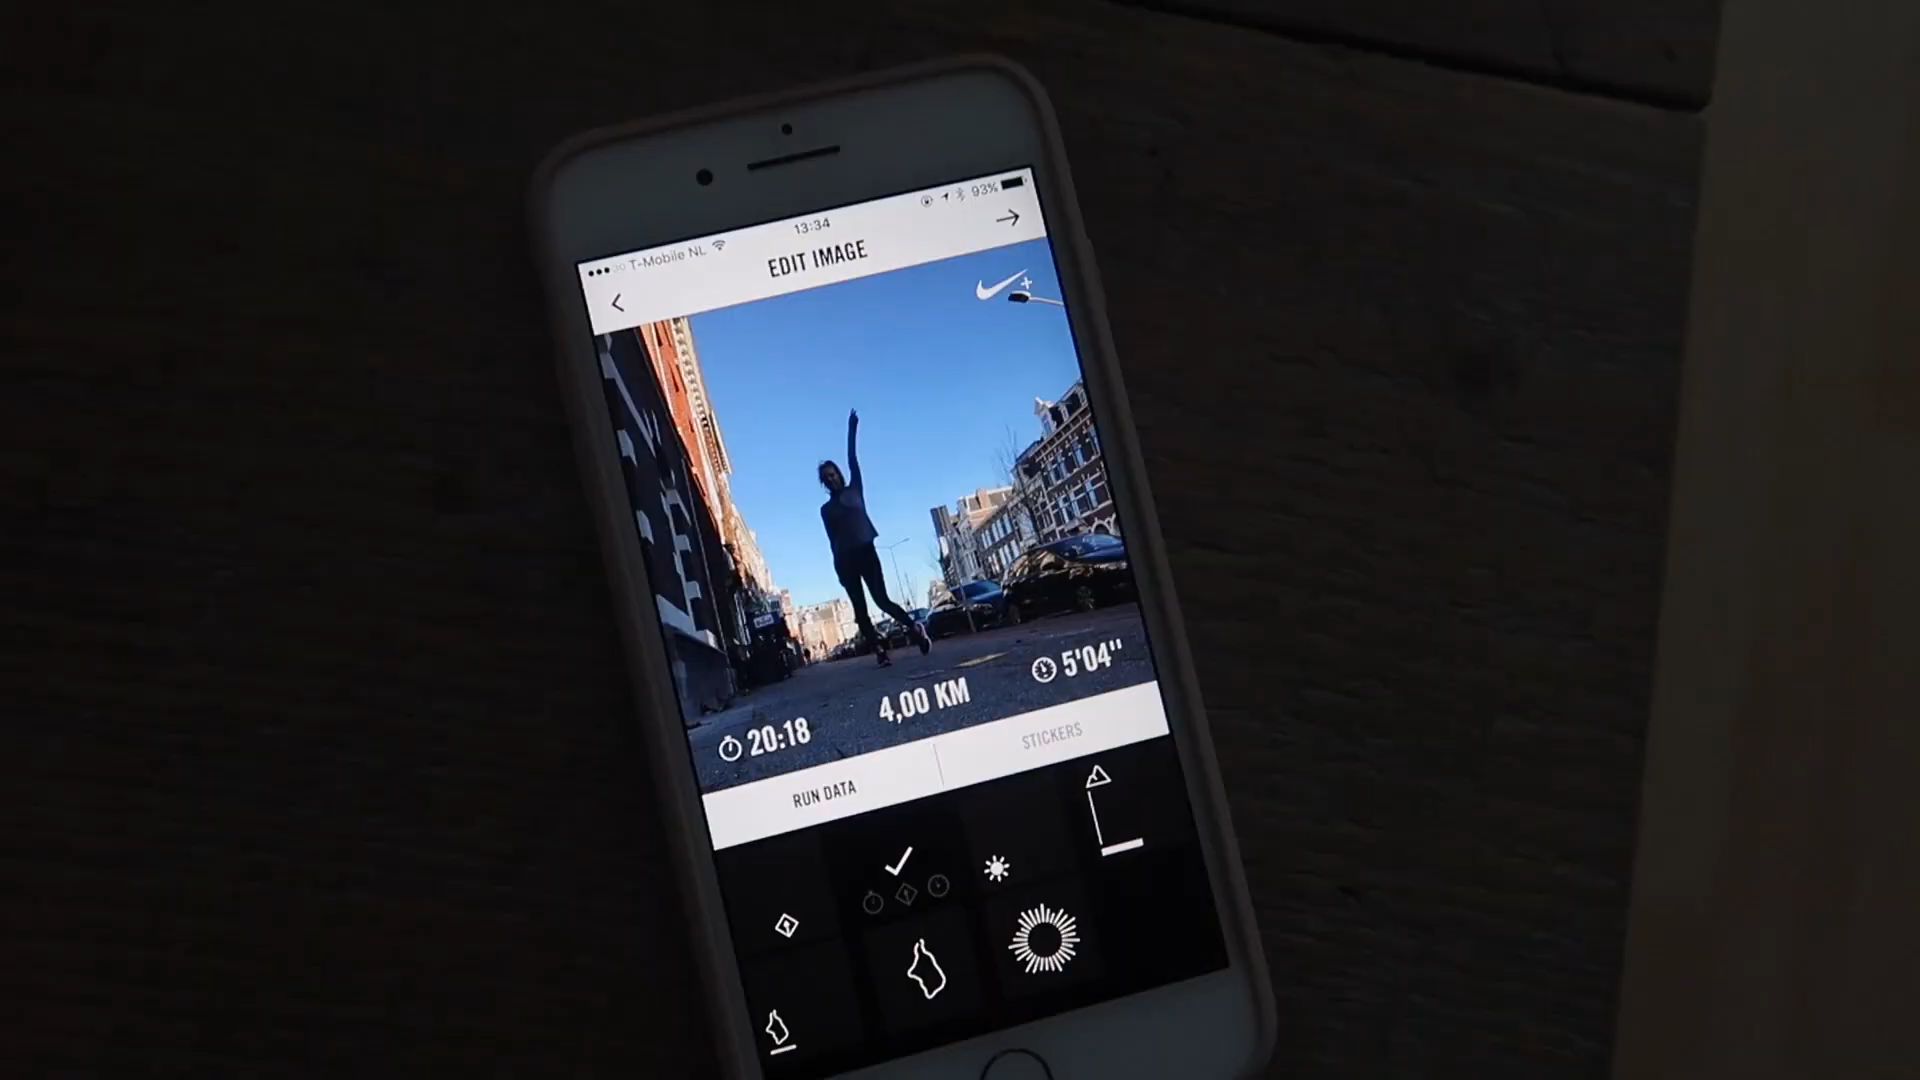 T-Mobile NL 13:34 93%
EDIT IMAGE
20:18 4,00 KM 5'04"
RUN DATA STICKERS